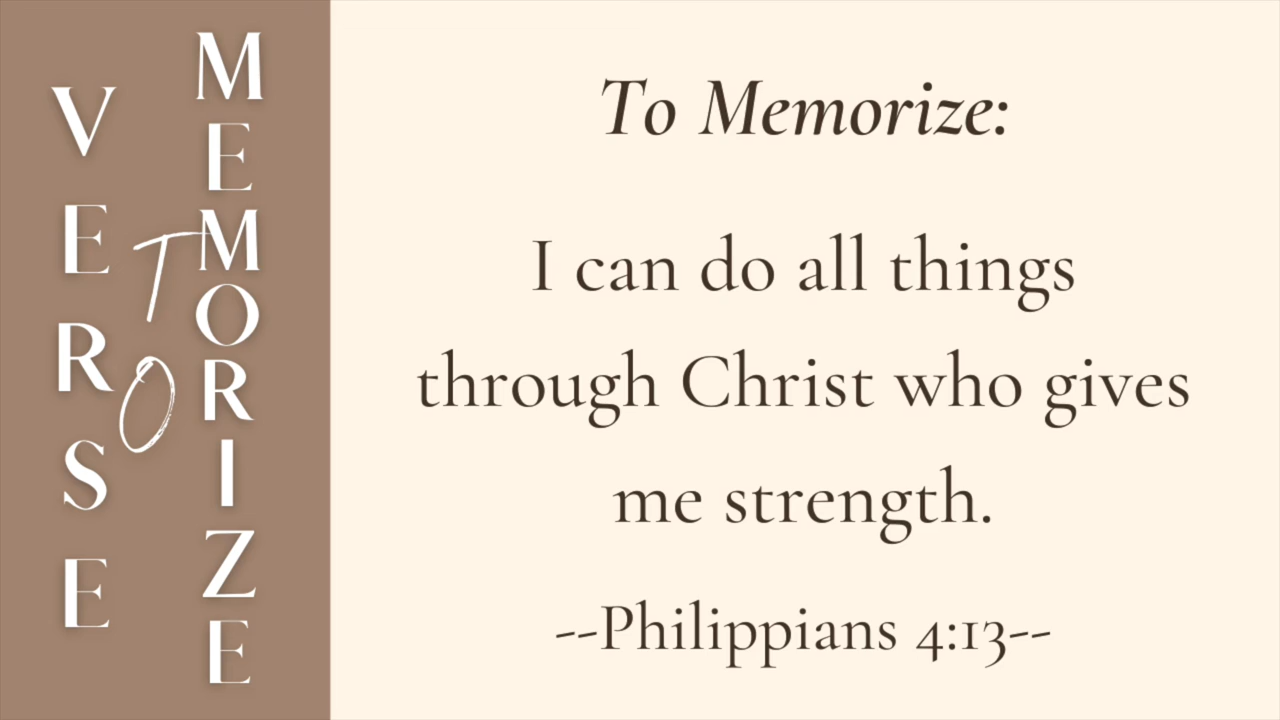 VERSE
TO
MEMORIZE
To Memorize:
I can do all things
through Christ who gives
me strength.
--Philippians 4:13--